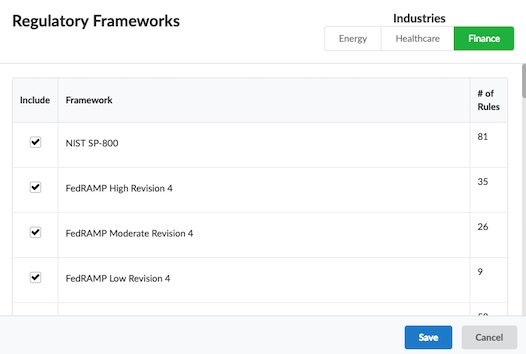 Regulatory Frameworks
Industries
Energy Healthcare Finance
Include Framework # of Rules
NIST SP-800 81
FedRAMP High Revision 4 35
FedRAMP Moderate Revision 4 26
FedRAMP Low Revision 4 9
Save Cancel